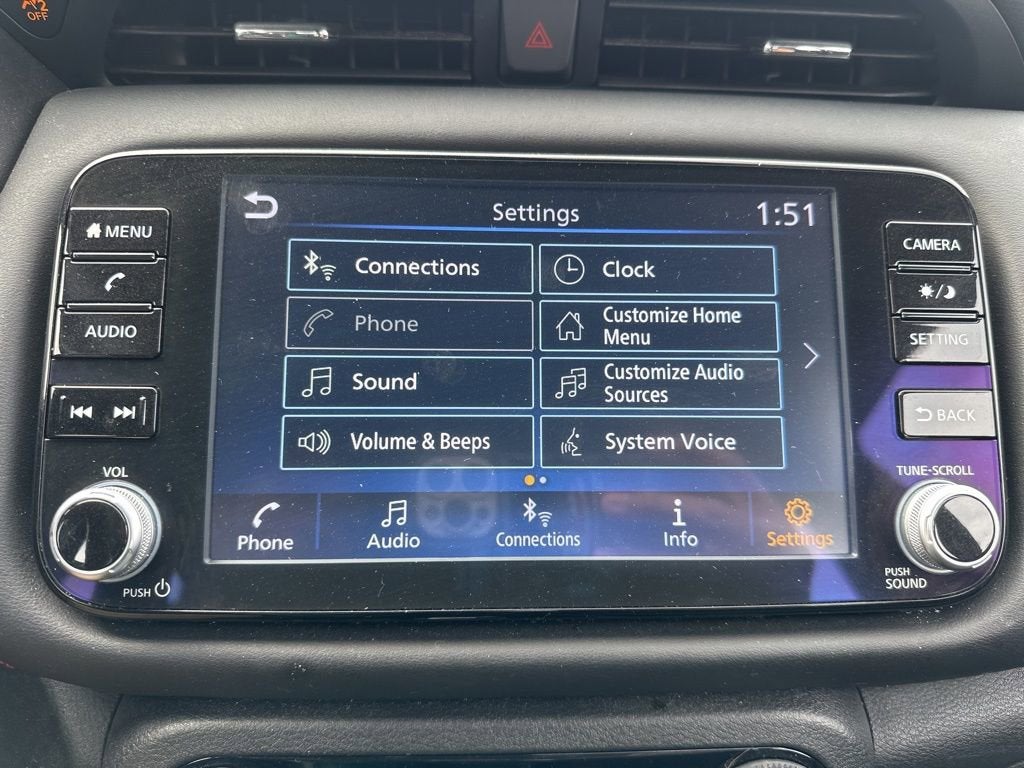 OFF
Settings
1:51
MENU
AUDIO
VOL
PUSH
Connections
Clock
Phone
Customize Home
Menu
Sound
Customize Audio
Sources
Volume & Beeps
System Voice
Phone
Audio
Connections
Info
Settings
CAMERA
SETTING
BACK
TUNE-SCROLL
PUSH
SOUND